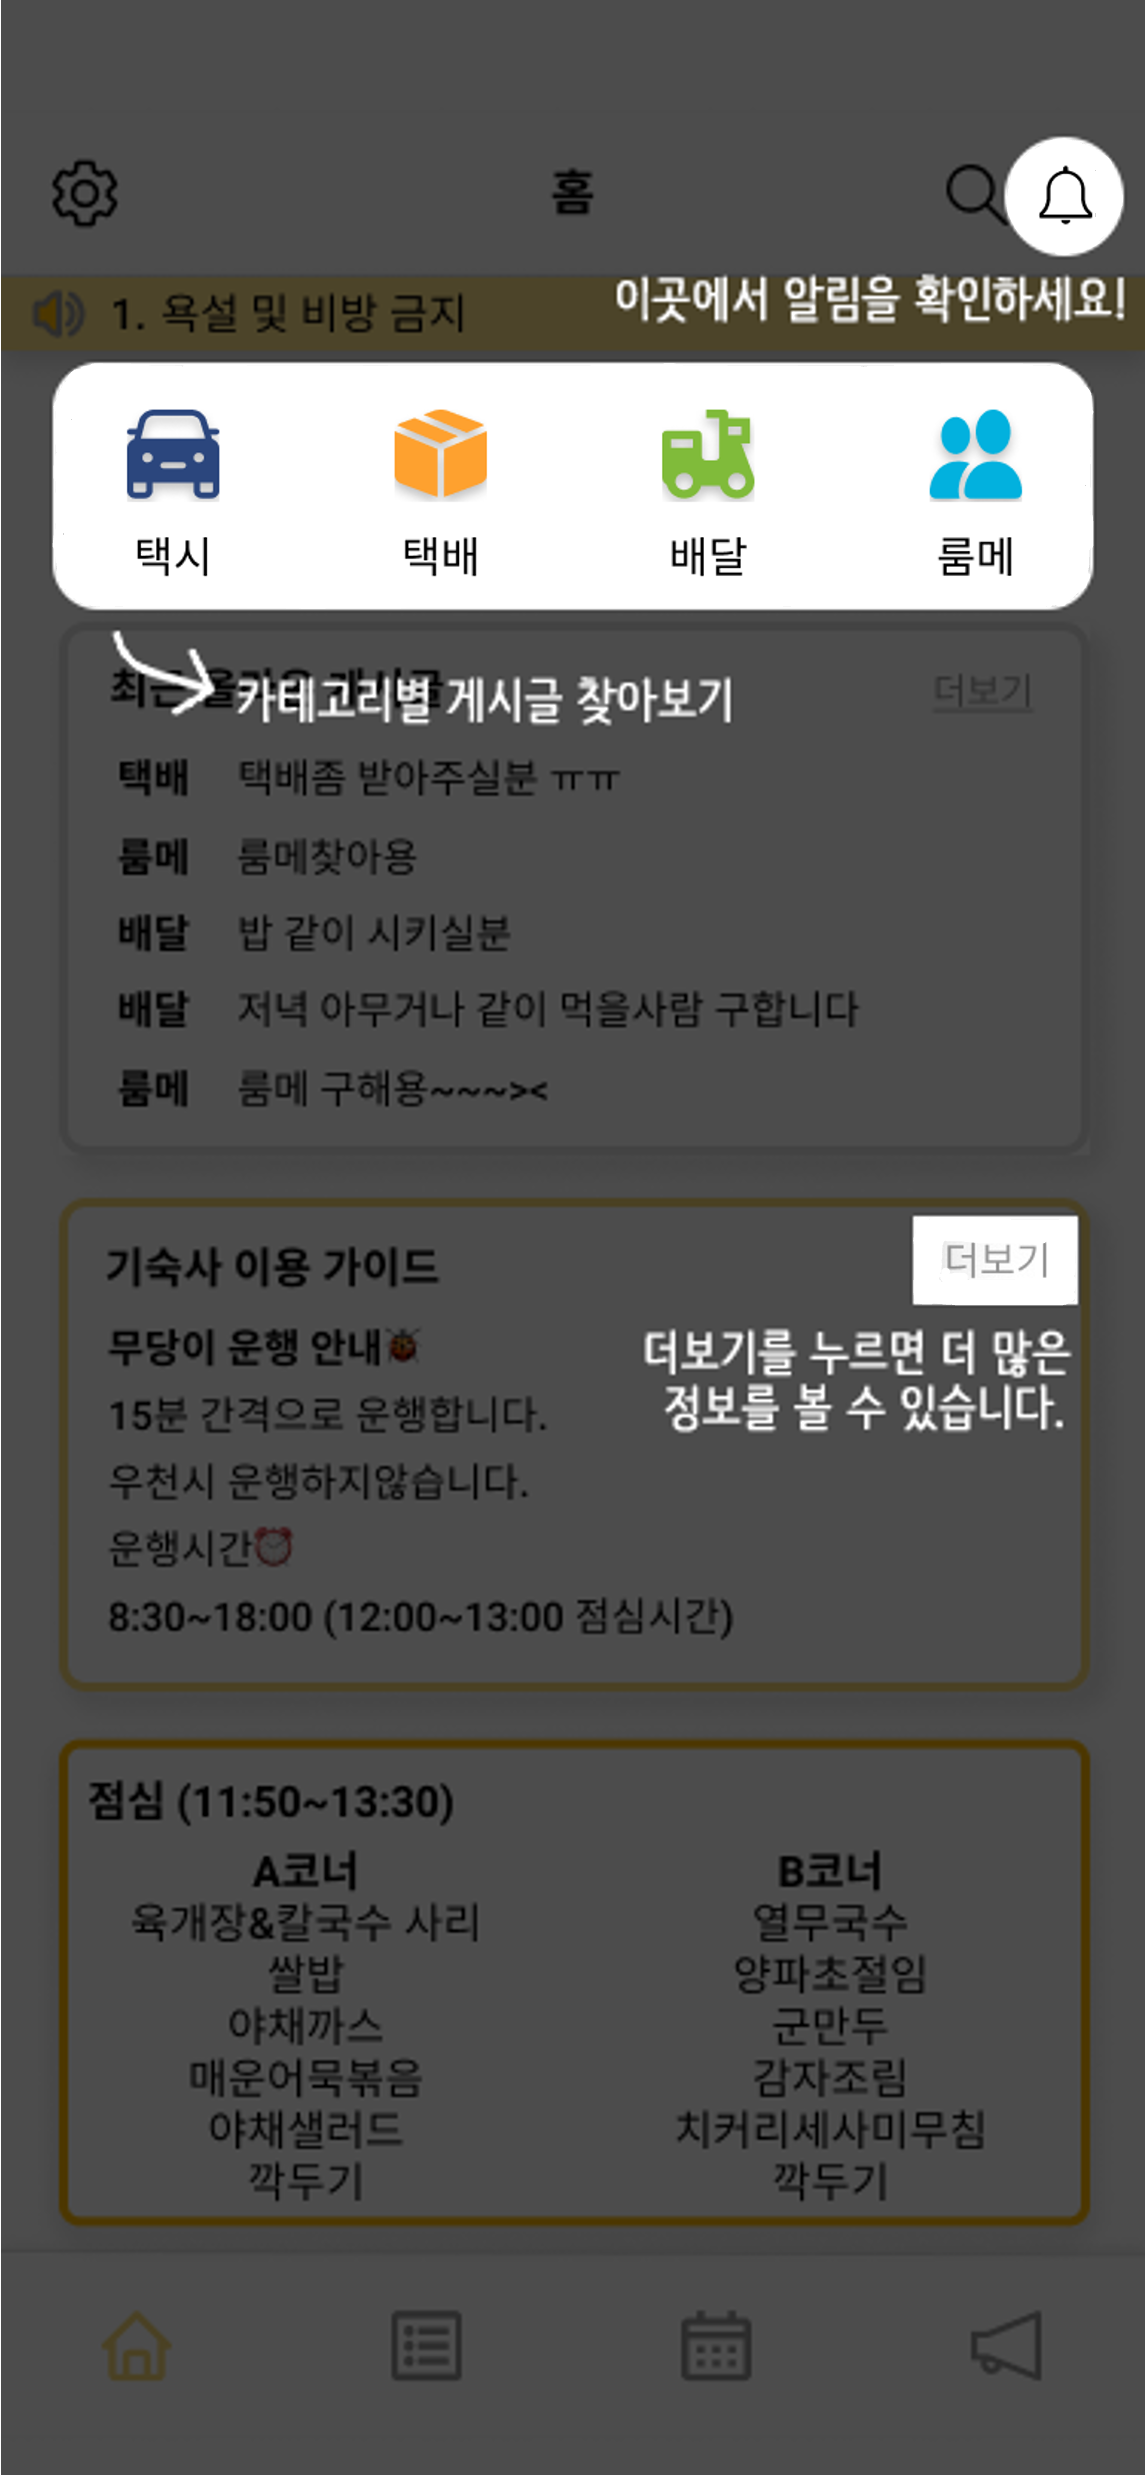 홈
이곳에서 알림을 확인하세요!
1. 욕설 및 비방 금지
택시 택배 배달 룸메
카테고리별 게시글 찾아보기
최근 올라온 게시글 더보기
택배 택배좀 받아주실분 ㅠㅠ
룸메 룸메찾아용
배달 밥 같이 시키실분
배달 저녁 아무거나 같이 먹을사람 구합니다
룸메 룸메 구해용~~~><
기숙사 이용 가이드 더보기
더보기를 누르면 더 많은
정보를 볼 수 있습니다.
무당이 운행 안내🐞
15분 간격으로 운행합니다.
우천시 운행하지않습니다.
운행시간⏰
8:30~18:00 (12:00~13:00 점심시간)
점심 (11:50~13:30)
A코너
육개장&칼국수 사리
쌀밥
야채까스
매운어묵볶음
야채샐러드
깍두기
B코너
열무국수
양파초절임
군만두
감자조림
치커리세사미무침
깍두기